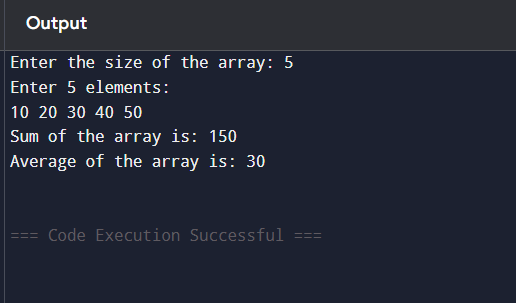 Output
Enter the size of the array: 5
Enter 5 elements:
10 20 30 40 50
Sum of the array is: 150
Average of the array is: 30
=== Code Execution Successful ===